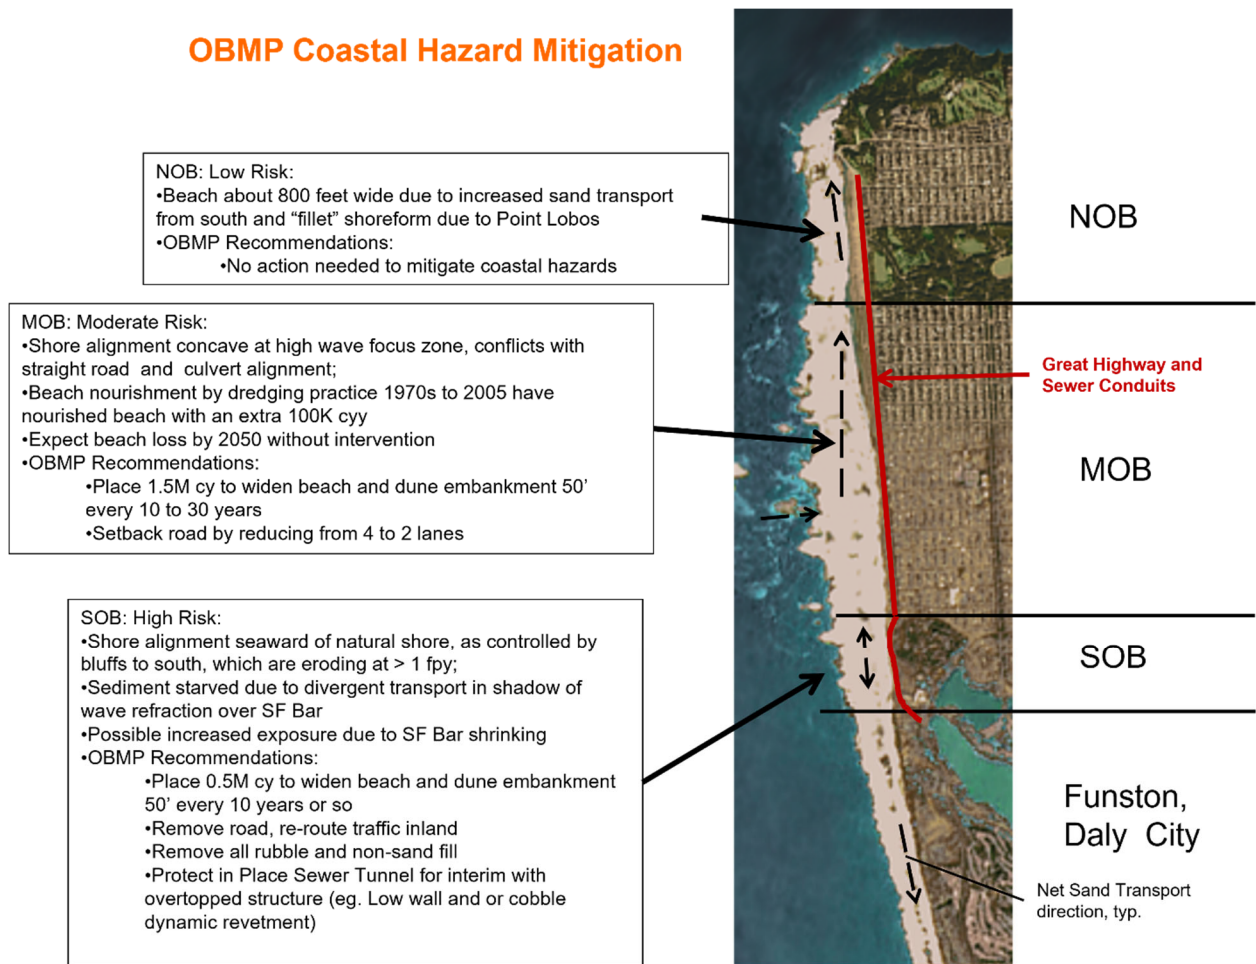 OBMP Coastal Hazard Mitigation
NOB: Low Risk:
•Beach about 800 feet wide due to increased sand transport
from south and “fillet” shoreform due to Point Lobos
•OBMP Recommendations:
•No action needed to mitigate coastal hazards
MOB: Moderate Risk:
•Shore alignment concave at high wave focus zone, conflicts with
straight road and culvert alignment;
•Beach nourishment by dredging practice 1970s to 2005 have
nourished beach with an extra 100K cyy
•Expect beach loss by 2050 without intervention
•OBMP Recommendations:
•Place 1.5M cy to widen beach and dune embankment 50’
every 10 to 30 years
•Setback road by reducing from 4 to 2 lanes
SOB: High Risk:
•Shore alignment seaward of natural shore, as controlled by
bluffs to south, which are eroding at > 1 fpy;
•Sediment starved due to divergent transport in shadow of
wave refraction over SF Bar
•Possible increased exposure due to SF Bar shrinking
•OBMP Recommendations:
•Place 0.5M cy to widen beach and dune embankment
50’ every 10 years or so
•Remove road, re-route traffic inland
•Remove all rubble and non-sand fill
•Protect in Place Sewer Tunnel for interim with
overtopped structure (eg. Low wall and or cobble
dynamic revetment)
NOB
Great Highway and
Sewer Conduits
MOB
SOB
Funston,
Daly City
Net Sand Transport
direction, typ.